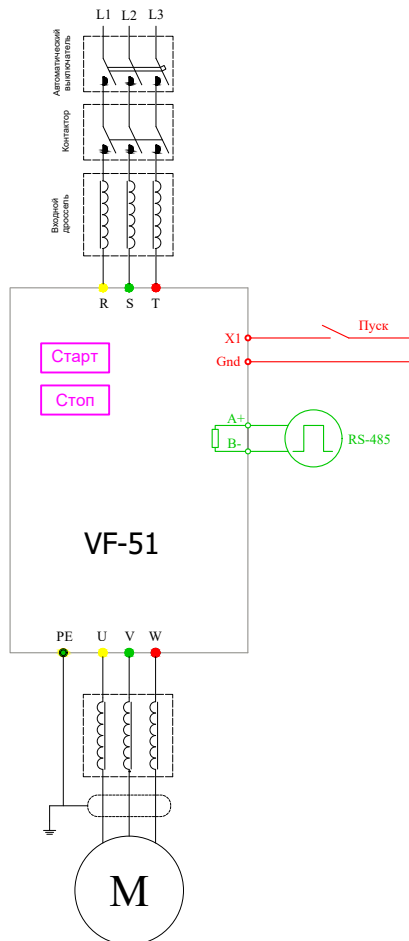 L1 L2 L3
Автоматический
выключатель
Контактор
Входной
дроссель
R S T
Старт
Стоп
X1
Пуск
Gnd
A+
B-
RS-485
VF-51
PE U V W
M